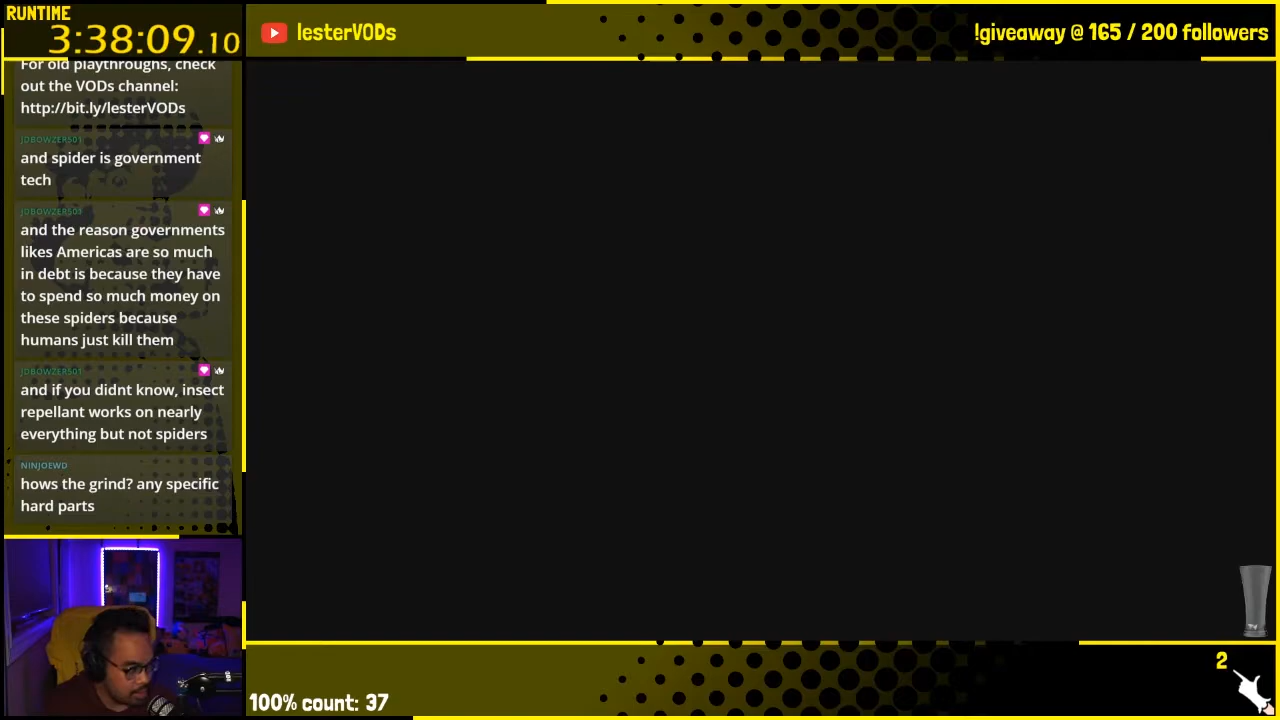 RUNTIME
3:38:09.10
lesterVODs
!giveaway @ 165 / 200 followers
For old playthroughs, check
out the VODs channel:
http://bit.ly/lesterVODs
JDBOWZER501
and spider is government
tech
JDBOWZER501
and the reason governments
likes Americas are so much
in debt is because they have
to spend so much money on
these spiders because
humans just kill them
JDBOWZER501
and if you didnt know, insect
repellant works on nearly
everything but not spiders
NINJOEWD
hows the grind? any specific
hard parts
100% count: 37
2